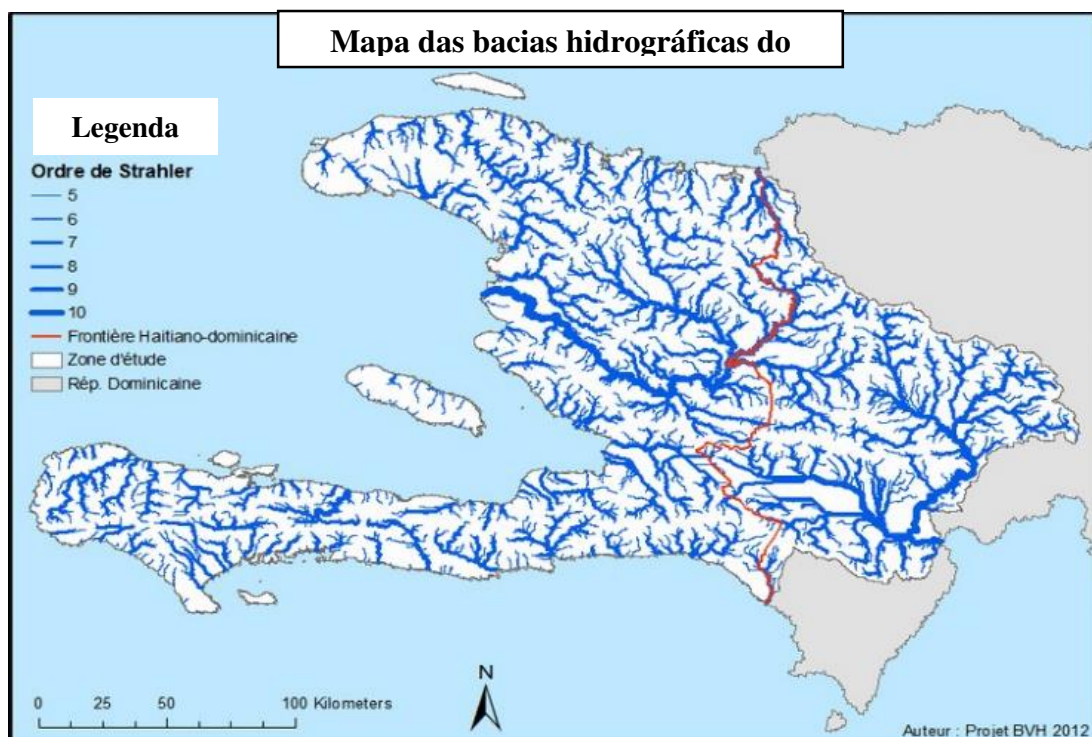 Mapa das bacias hidrográficas do
Legenda
Ordre de Strahler
5
6
7
8
9
10
Frontière Haitiano-dominicaine
Zone d'étude
Rép. Dominicaine
N
0 25 50 100 Kilometers
Auteur : Projet BVH 2012